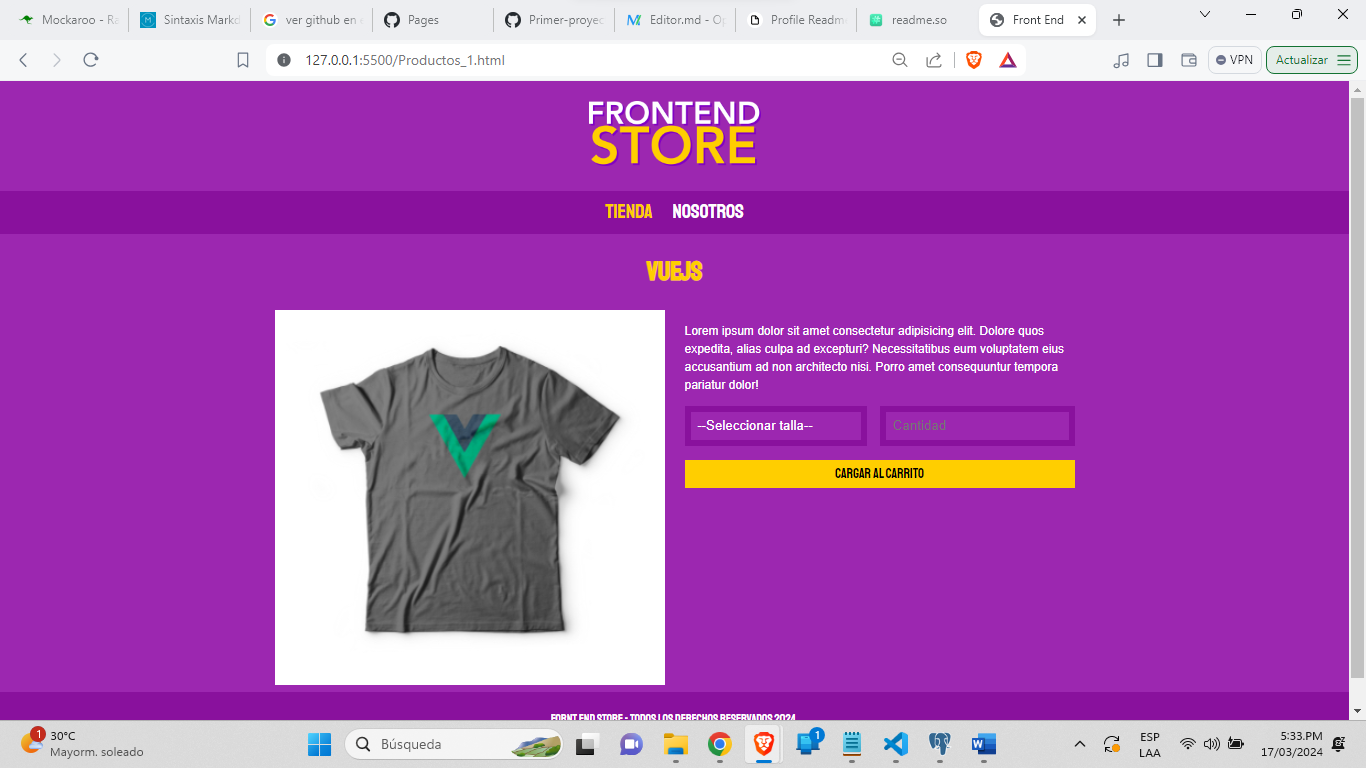 Mockaroo - Ra
Sintaxis Markd
ver github en c
Pages
Primer-proyec
Editor.md - Op
Profile Readme
readme.so
Front End
127.0.0.1:5500/Productos_1.html
VPN
Actualizar
FRONTEND
STORE
TIENDA NOSOTROS
VUEJS
Lorem ipsum dolor sit amet consectetur adipisicing elit. Dolore quos
expedita, alias culpa ad excepturi? Necessitatibus eum voluptatem eius
accusantium ad non architecto nisi. Porro amet consequuntur tempora
pariatur dolor!
--Seleccionar talla--
Cantidad
CARGAR AL CARRITO
FORNT END STORE - TODOS LOS DERECHOS RESERVADOS 2024
1
30°C
Mayorm. soleado
Búsqueda
1
ESP
LAA
5:33.PM
17/03/2024